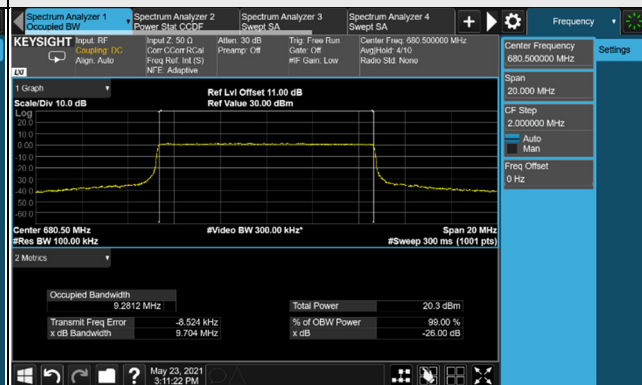 Spectrum Analyzer 1
Occupied BW
Spectrum Analyzer 2
Power Stat CCDF
Spectrum Analyzer 3
Swept SA
Spectrum Analyzer 4
Swept SA
Frequency
KEYSIGHT
Input: RF
Coupling: DC
Align: Auto
Input Z: 50 Ω
Corr CCorr RCal
Freq Ref: Int (S)
NFE: Adaptive
Atten: 30 dB
Preamp: Off
Trig: Free Run
Gate: Off
#IF Gain: Low
Center Freq: 680.500000 MHz
Avg|Hold: 4/10
Radio Std: None
LXI
Center Frequency
680.500000 MHz
Settings
Span
20.000 MHz
CF Step
2.000000 MHz
Auto
Man
Freq Offset
0 Hz
1 Graph
Scale/Div 10.0 dB
Ref Lvl Offset 11.00 dB
Ref Value 30.00 dBm
Log
20.0
10.0
0.00
-10.0
-20.0
-30.0
-40.0
-50.0
-60.0
Center 680.50 MHz
#Res BW 100.00 kHz
#Video BW 300.00 kHz*
Span 20 MHz
#Sweep 300 ms (1001 pts)
2 Metrics
Occupied Bandwidth
9.2812 MHz
Total Power
20.3 dBm
Transmit Freq Error
-8.524 kHz
% of OBW Power
99.00 %
x dB Bandwidth
9.704 MHz
x dB
-26.00 dB
?
May 23, 2021
3:11:22 PM